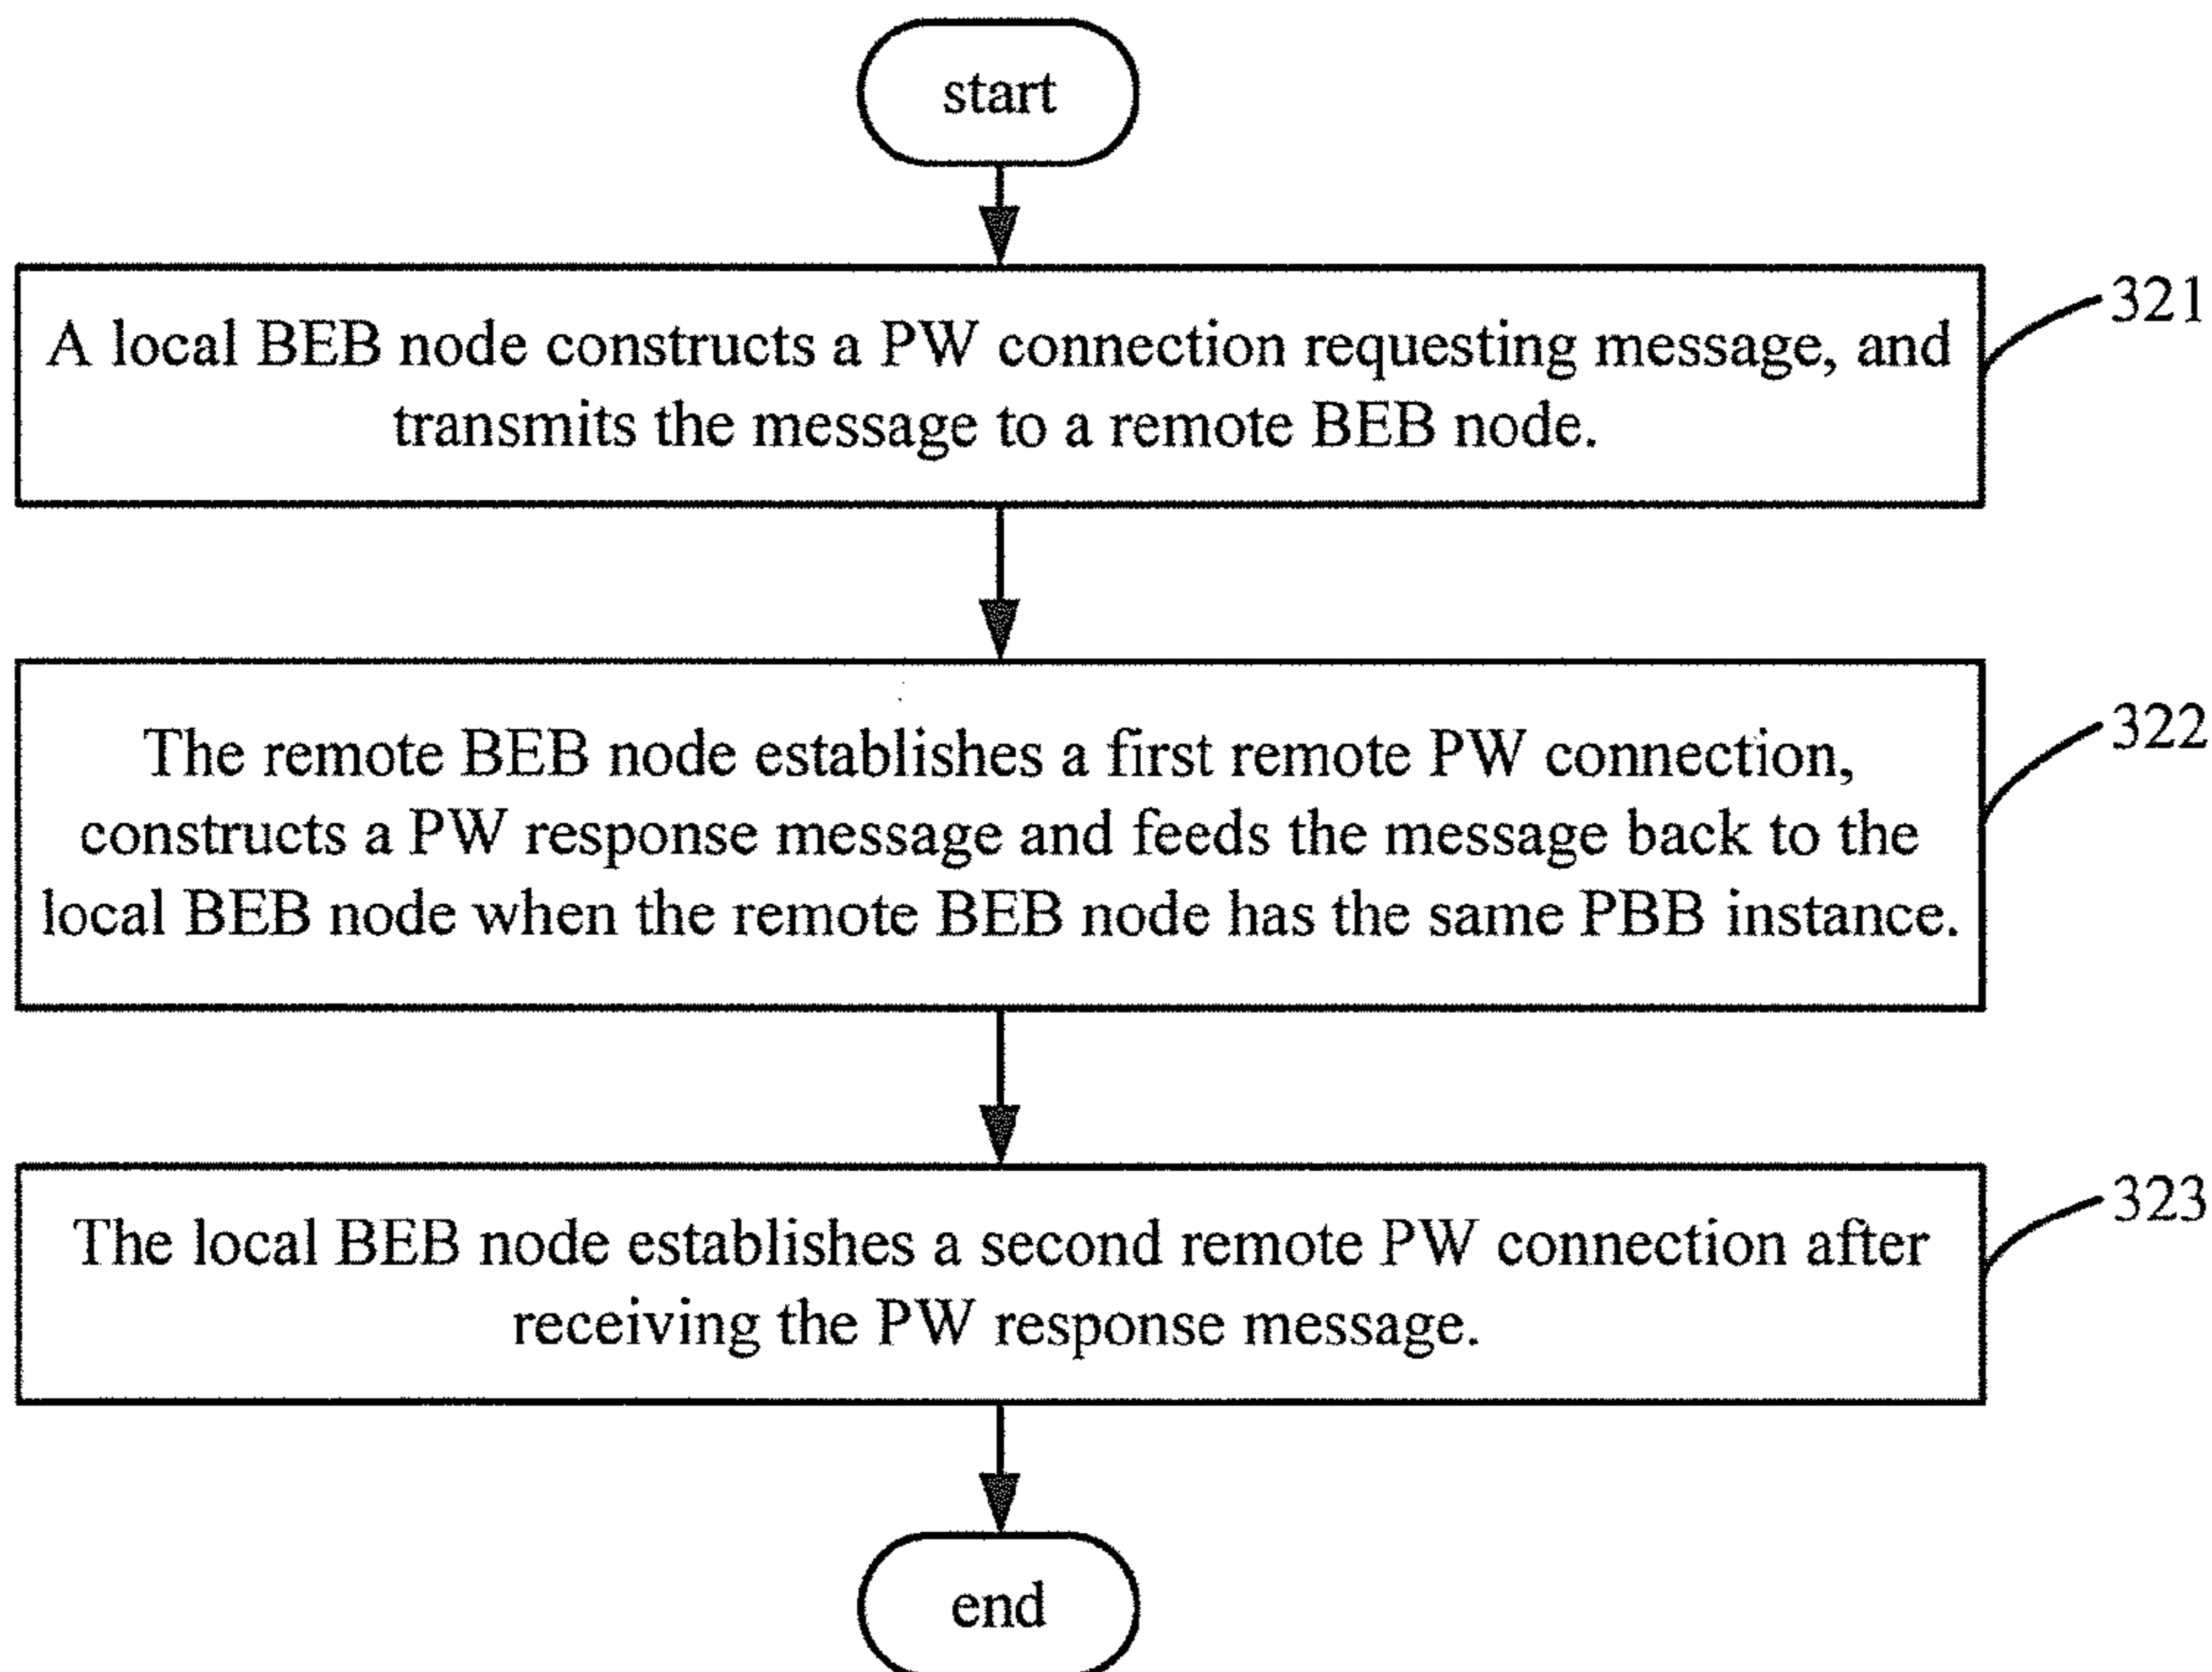 start
A local BEB node constructs a PW connection requesting message, and
transmits the message to a remote BEB node.
321
The remote BEB node establishes a first remote PW connection,
constructs a PW response message and feeds the message back to the
local BEB node when the remote BEB node has the same PBB instance.
322
The local BEB node establishes a second remote PW connection after
receiving the PW response message.
323
end